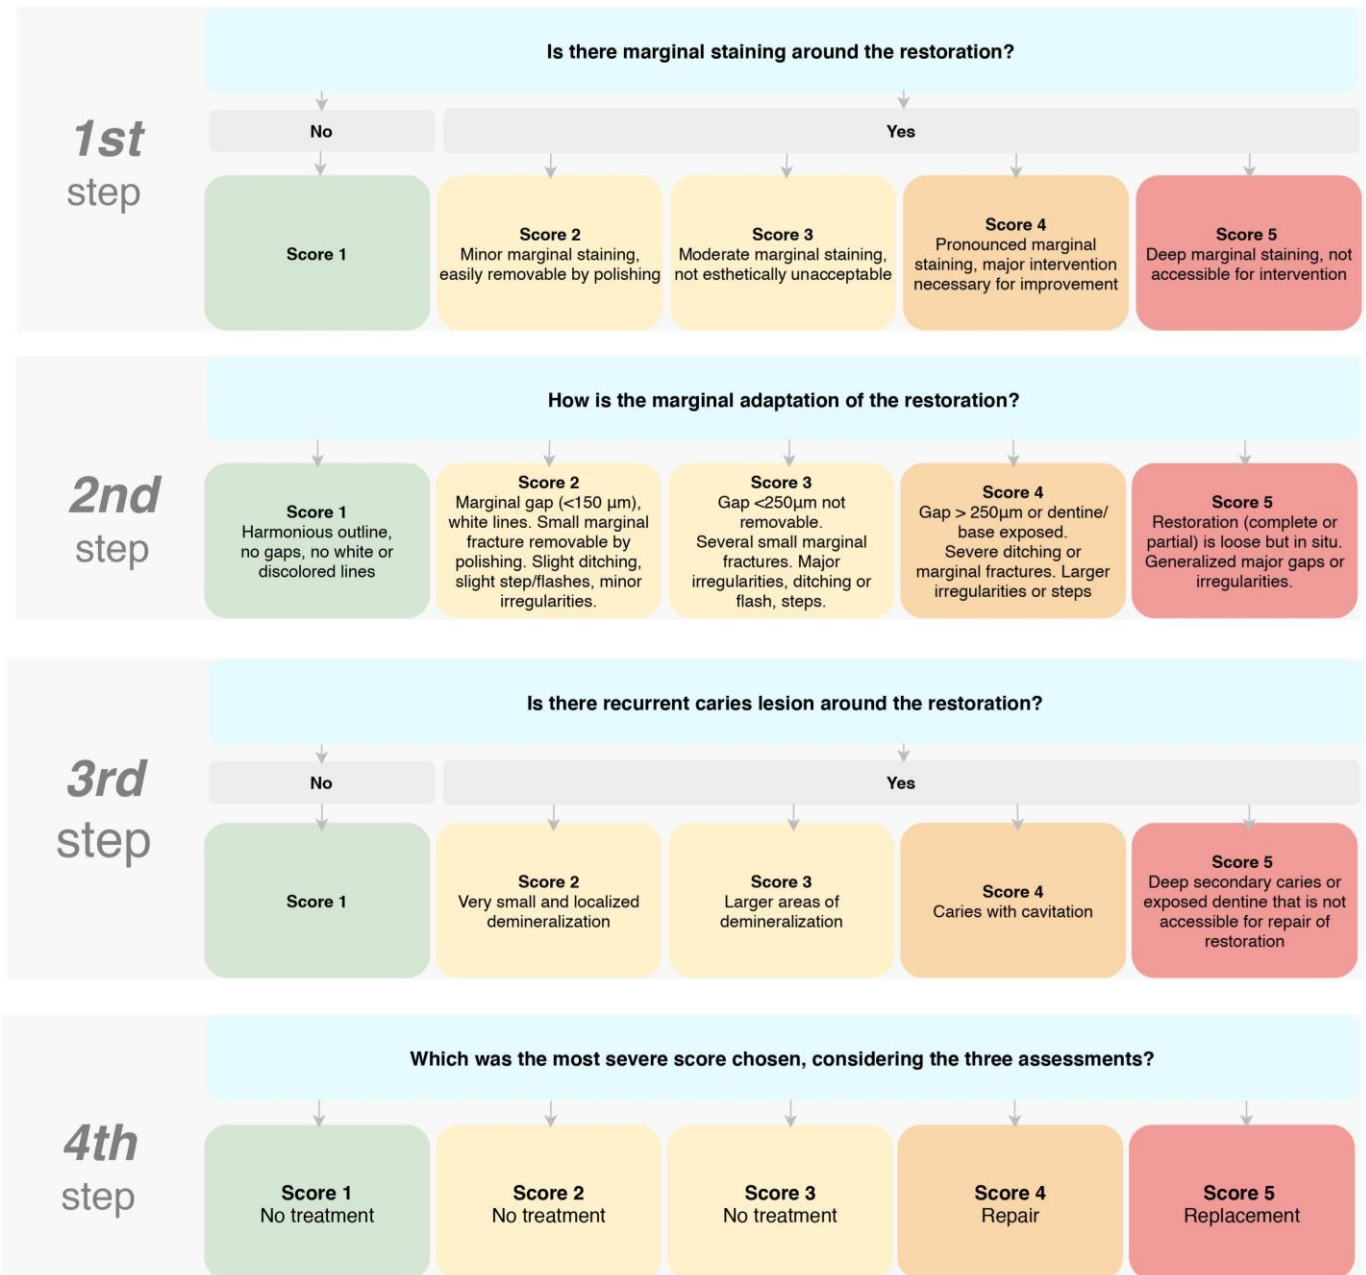 Is there marginal staining around the restoration?
1st
step
No
Yes
Score 1
Score 2
Minor marginal staining,
easily removable by polishing
Score 3
Moderate marginal staining,
not esthetically unacceptable
Score 4
Pronounced marginal
staining, major intervention
necessary for improvement
Score 5
Deep marginal staining, not
accessible for intervention
How is the marginal adaptation of the restoration?
2nd
step
Score 1
Harmonious outline,
no gaps, no white or
discolored lines
Score 2
Marginal gap (<150 μm),
white lines. Small marginal
fracture removable by
polishing. Slight ditching,
slight step/flashes, minor
irregularities.
Score 3
Gap <250μm not
removable.
Several small marginal
fractures. Major
irregularities, ditching or
flash, steps.
Score 4
Gap > 250μm or dentine/
base exposed.
Severe ditching or
marginal fractures. Larger
irregularities or steps
Score 5
Restoration (complete or
partial) is loose but in situ.
Generalized major gaps or
irregularities.
Is there recurrent caries lesion around the restoration?
3rd
step
No
Yes
Score 1
Score 2
Very small and localized
demineralization
Score 3
Larger areas of
demineralization
Score 4
Caries with cavitation
Score 5
Deep secondary caries or
exposed dentine that is not
accessible for repair of
restoration
Which was the most severe score chosen, considering the three assessments?
4th
step
Score 1
No treatment
Score 2
No treatment
Score 3
No treatment
Score 4
Repair
Score 5
Replacement